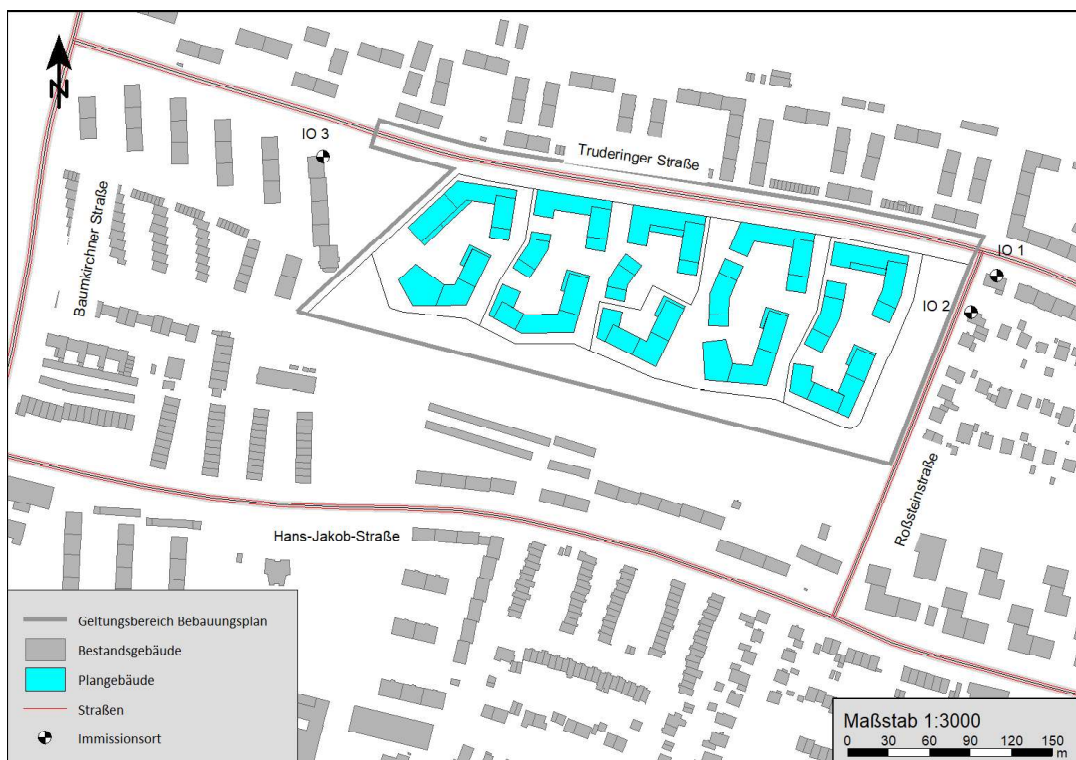 N
IO 3
Truderinger Straße
IO 1
IO 2
Baumkirchner Straße
Roßsteinstraße
Hans-Jakob-Straße
Geltungsbereich Bebauungsplan
Bestandsgebäude
Plangebäude
Straßen
Immissionsort
Maßstab 1:3000
0 30 60 90 120 150
m